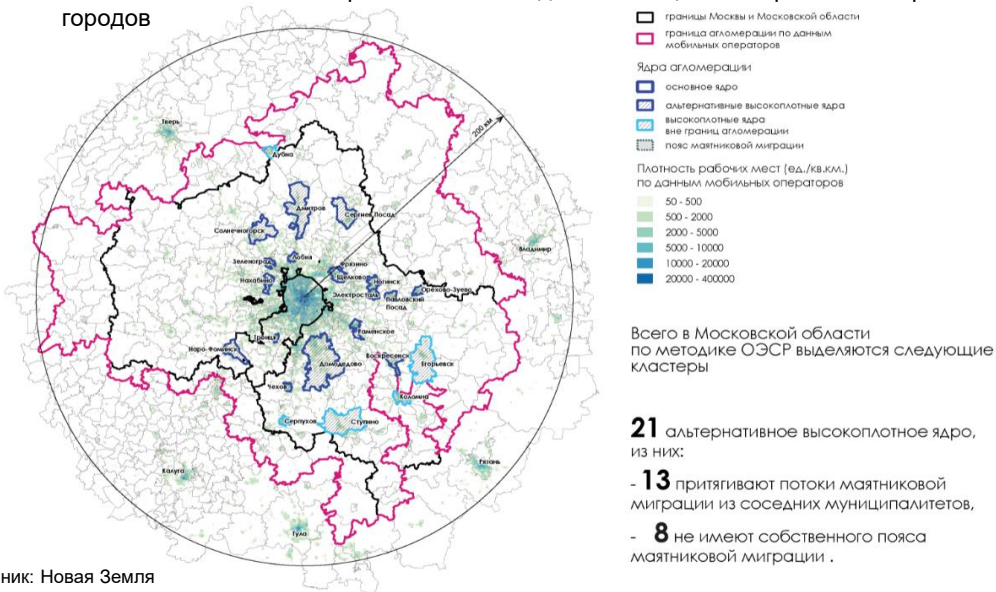 городов
границы Москвы и Московской области
граница агломерации по данным
мобильных операторов
Ядра агломерации
основное ядро
альтернативные высокоплотные ядра
высокоплотные ядра
вне границ агломерации
пояс маятниковой миграции
Плотность рабочих мест (ед./кв.км.)
по данным мобильных операторов
50 - 500
500 - 2000
2000 - 5000
5000 - 10000
10000 - 20000
20000 - 400000
200 км
Тверь
Дубна
Дмитров
Сергиев Посад
Солнечногорск
Владимир
Зеленоград
Лобня
Фрязино
Нахабино
Щелково
Ногинск
Орехово-Зуево
Электросталь
Павловский
Посад
Раменское
Троицк
Наро-Фоминск
Домодедово
Воскресенск
Егорьевск
Чехов
Коломна
Серпухов
Ступино
Калуга
Рязань
Тула
Всего в Московской области
по методике ОЭСР выделяются следующие
кластеры
21 альтернативное высокоплотное ядро,
из них:
- 13 притягивают потоки маятниковой
миграции из соседних муниципалитетов,
- 8 не имеют собственного пояса
маятниковой миграции .
ник: Новая Земля